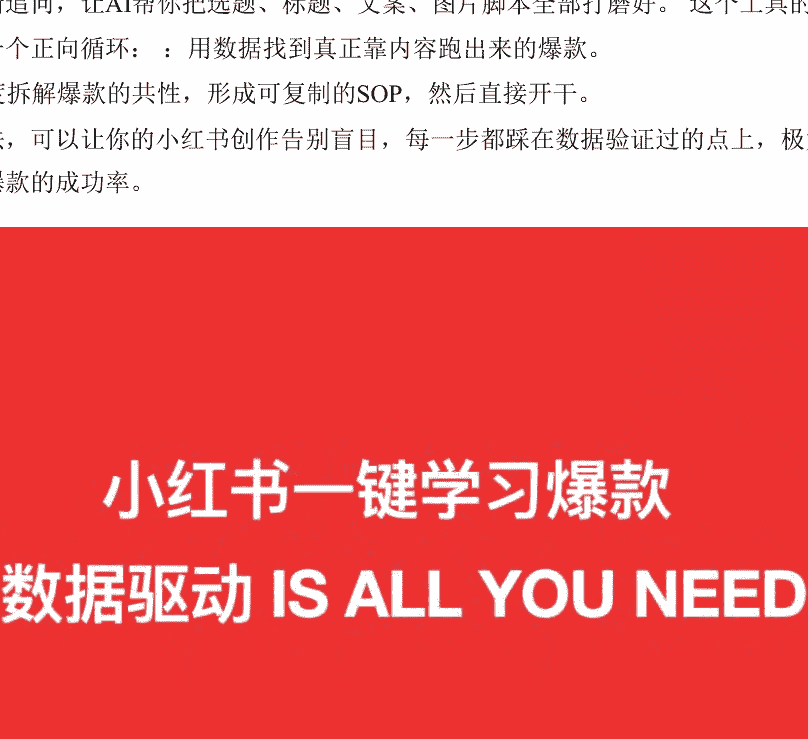 追问，让AI帮你把选题、标题、文案、图片脚本全部打磨好。 这个工具的
个正向循环： ：用数据找到真正靠内容跑出来的爆款。
拆解爆款的共性，形成可复制的SOP，然后直接开干。
，可以让你的小红书创作告别盲目，每一步都踩在数据验证过的点上，极
款的成功率。
小红书一键学习爆款
数据驱动 IS ALL YOU NEED